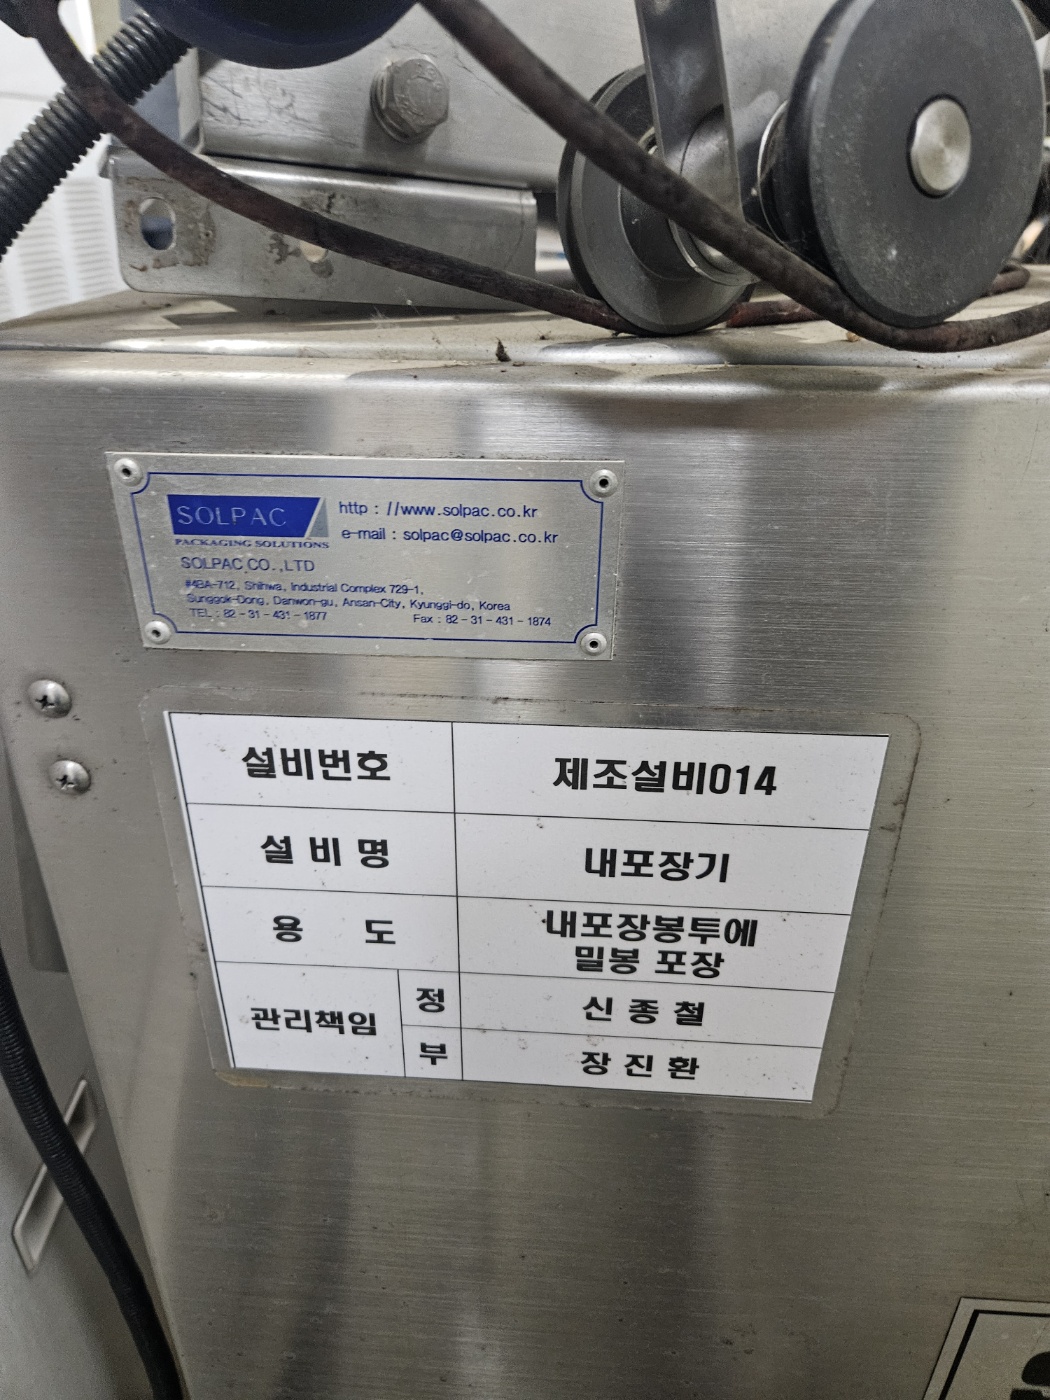 SOLPAC
PACKAGING SOLUTIONS
http : //www.solpac.co.kr
e-mail : solpac@solpac.co.kr
SOLPAC CO.,LTD
#4BA-712, Shihwa, Industrial Complex 729-1,
Sunggok-Dong, Danwon-gu, Ansan-City, Kyunggi-do, Korea
TEL : 82 - 31 - 431 - 1877 Fax : 82 - 31 - 431 - 1874
설비번호 제조설비014
설 비 명 내포장기
용 도 내포장봉투에
밀봉 포장
관리책임 정 신 종 철
부 장 진 환